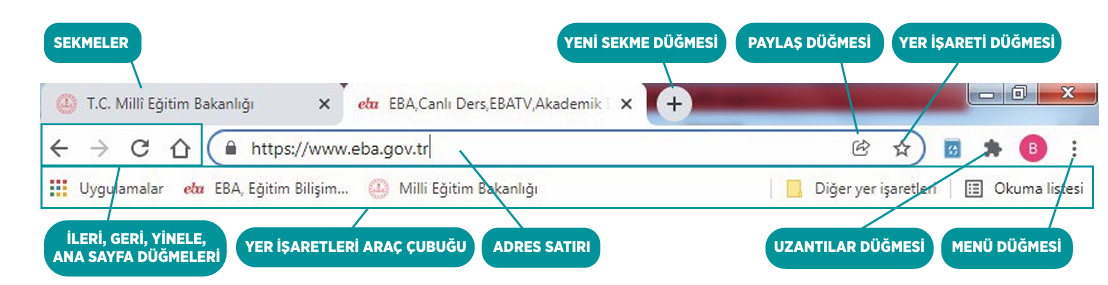 SEKMELER
YENİ SEKME DÜĞMESİ
PAYLAŞ DÜĞMESİ
YER İŞARETİ DÜĞMESİ
T.C. Millî Eğitim Bakanlığı
eba EBA,Canlı Ders,EBATV,Akademik
https://www.eba.gov.tr
B
Uygulamalar
eba EBA, Eğitim Bilişim...
Milli Eğitim Bakanlığı
Diğer yer işaretleri
Okuma listesi
İLERİ, GERİ, YİNELE,
ANA SAYFA DÜĞMELERİ
YER İŞARETLERİ ARAÇ ÇUBUĞU
ADRES SATIRI
UZANTILAR DÜĞMESİ
MENÜ DÜĞMESİ